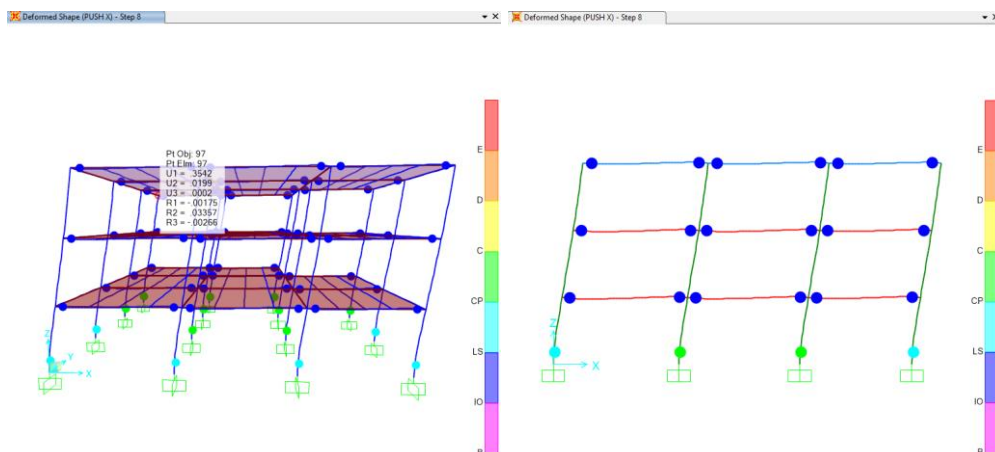 Deformed Shape (PUSH X) - Step 8
Pt Obj: 97
Pt Elm: 97
U1 = .3542
U2 = .0199
U3 = .0002
R1 = -.00175
R2 = .03357
R3 = -.00266
Z
Y
X
E
D
C
CP
LS
IO
B
Deformed Shape (PUSH X) - Step 8
Z
X
E
D
C
CP
LS
IO
B